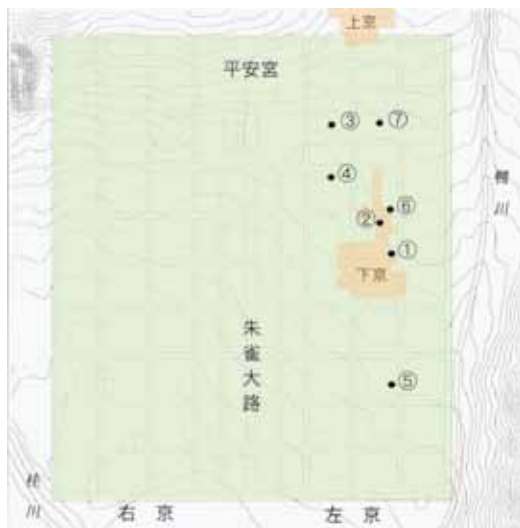 上京
平安宮
③
⑦
④
⑥
②
①
下京
朱雀大路
⑤
鴨川
桂川
右京
左京